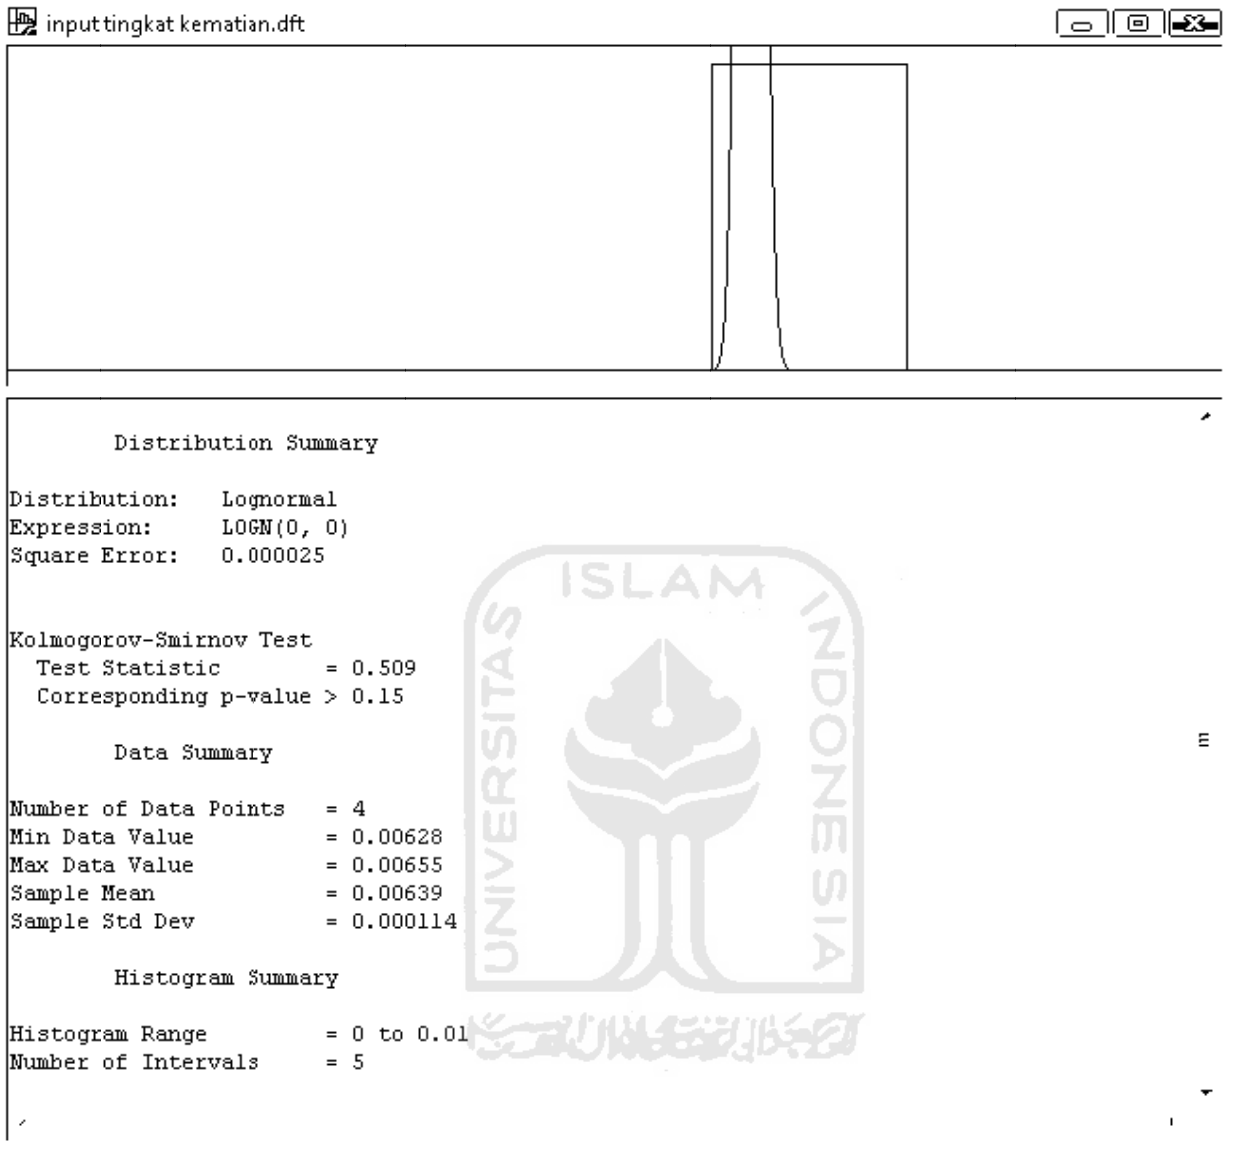 input tingkat kematian.dft
Distribution Summary
Distribution: Lognormal
Expression: LOGN(0, 0)
Square Error: 0.000025
Kolmogorov-Smirnov Test
Test Statistic = 0.509
Corresponding p-value > 0.15
Data Summary
Number of Data Points = 4
Min Data Value = 0.00628
Max Data Value = 0.00655
Sample Mean = 0.00639
Sample Std Dev = 0.000114
Histogram Summary
Histogram Range = 0 to 0.01
Number of Intervals = 5
UNIVERSITAS
ISLAM
INDONESIA